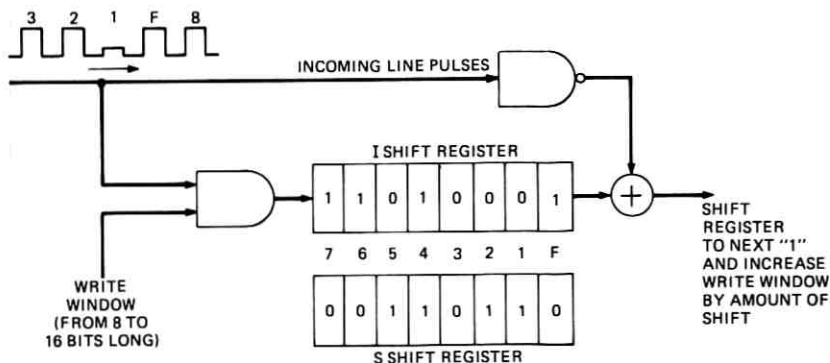 3 2 1 F 8
INCOMING LINE PULSES
I SHIFT REGISTER
1 1 0 1 0 0 0 1
+
7 6 5 4 3 2 1 F
0 0 1 1 0 1 1 0
S SHIFT REGISTER
WRITE
WINDOW
(FROM 8 TO
16 BITS LONG)
SHIFT
REGISTER
TO NEXT "1"
AND INCREASE
WRITE WINDOW
BY AMOUNT OF
SHIFT